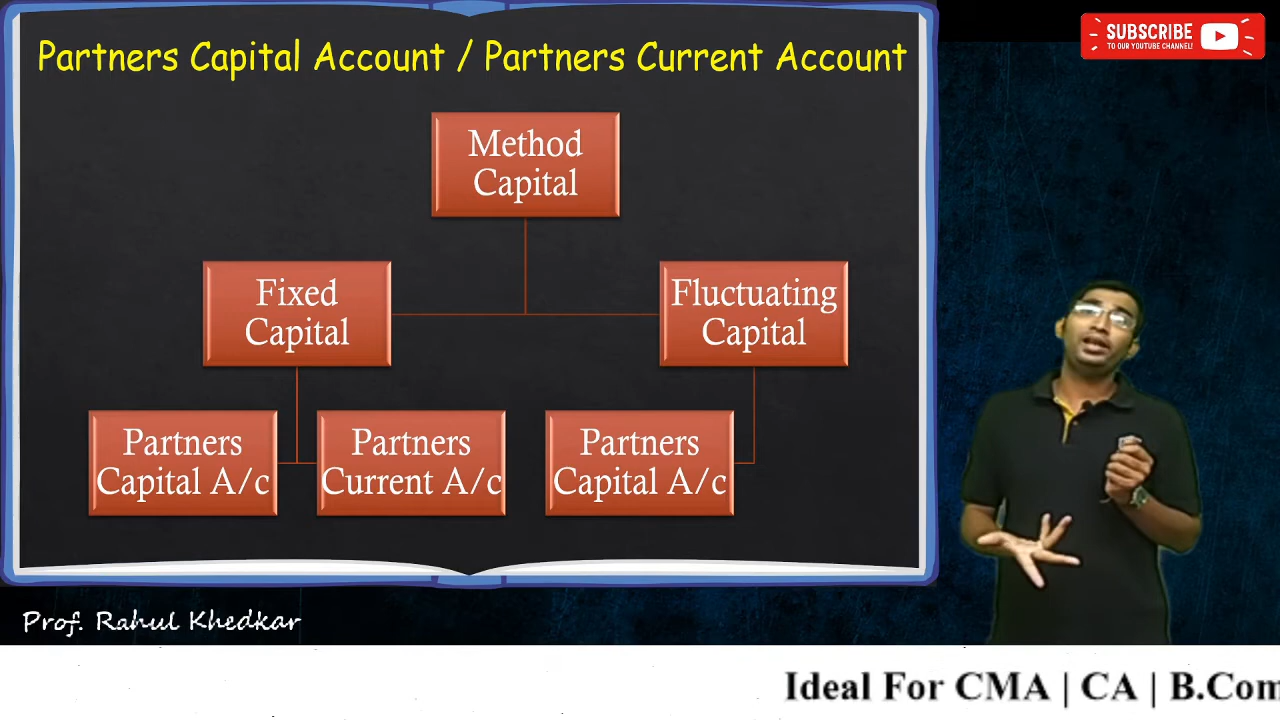 Partners Capital Account / Partners Current Account
SUBSCRIBE
TO OUR YOUTUBE CHANNEL!
Method
Capital
Fixed
Capital
Fluctuating
Capital
Partners
Capital A/c
Partners
Current A/c
Partners
Capital A/c
Prof. Rahul Khedkar
Ideal For CMA | CA | B.Com